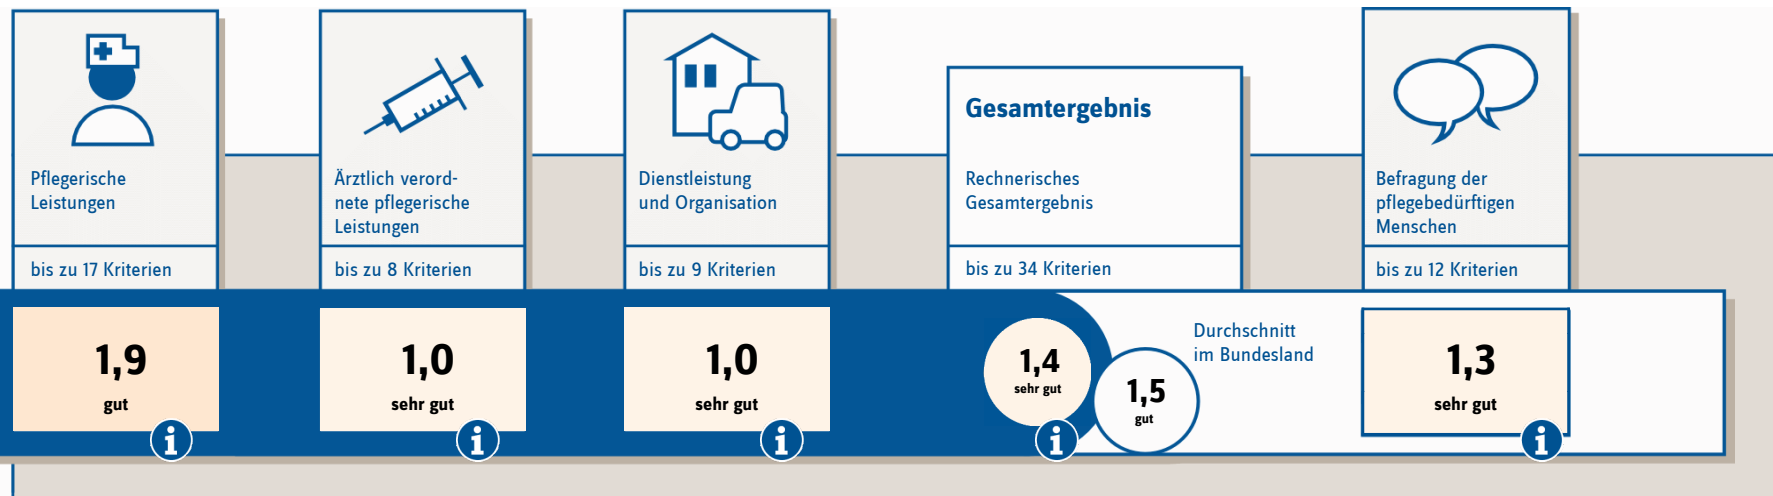 Pflegerische
Leistungen
bis zu 17 Kriterien
1,9
gut
Ärztlich verord-
nete pflegerische
Leistungen
bis zu 8 Kriterien
1,0
sehr gut
Dienstleistung
und Organisation
bis zu 9 Kriterien
1,0
sehr gut
Gesamtergebnis
Rechnerisches
Gesamtergebnis
bis zu 34 Kriterien
1,4
sehr gut
1,5
gut
Durchschnitt
im Bundesland
Befragung der
pflegebedürftigen
Menschen
bis zu 12 Kriterien
1,3
sehr gut